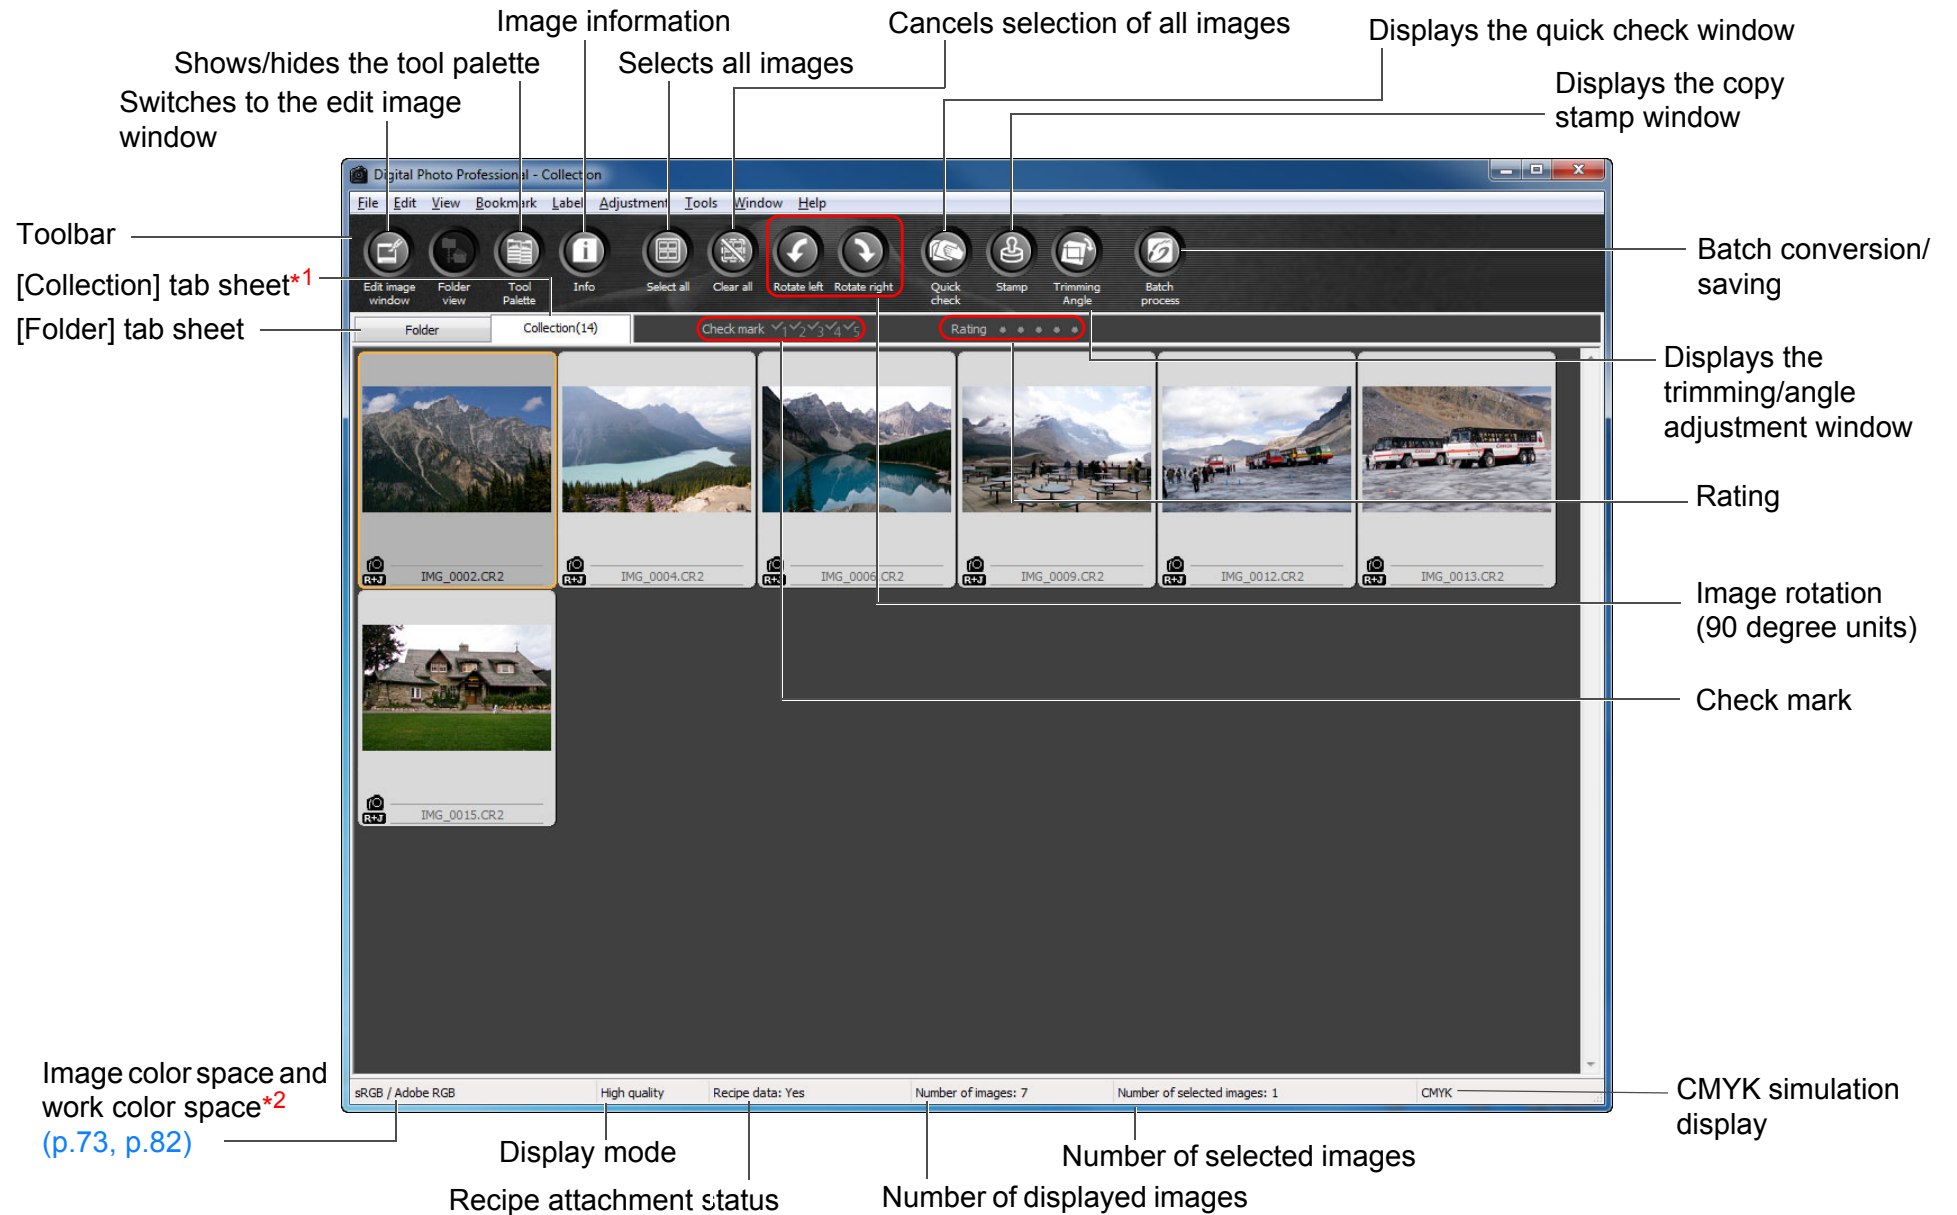 Image information
Cancels selection of all images
Displays the quick check window
Shows/hides the tool palette
Selects all images
Displays the copy
stamp window
Switches to the edit image
window
Digital Photo Professional - Collection
File Edit View Bookmark Label Adjustment Tools Window Help
Toolbar
[Collection] tab sheet*1
[Folder] tab sheet
Edit image
window
Folder
view
Tool
Palette
Info
Select all
Clear all
Rotate left
Rotate right
Quick
check
Stamp
Trimming
Angle
Batch
process
Batch conversion/
saving
Folder
Collection(14)
Check mark 1 2 3 4 5
Rating
Displays the
trimming/angle
adjustment window
Rating
R+J IMG_0002.CR2
R+J IMG_0004.CR2
R+J IMG_0006.CR2
R+J IMG_0009.CR2
R+J IMG_0012.CR2
R+J IMG_0013.CR2
Image rotation
(90 degree units)
Check mark
R+J IMG_0015.CR2
Image color space and
work color space*2
(p.73, p.82)
sRGB / Adobe RGB
High quality
Recipe data: Yes
Number of images: 7
Number of selected images: 1
CMYK
CMYK simulation
display
Display mode
Number of selected images
Recipe attachment status
Number of displayed images